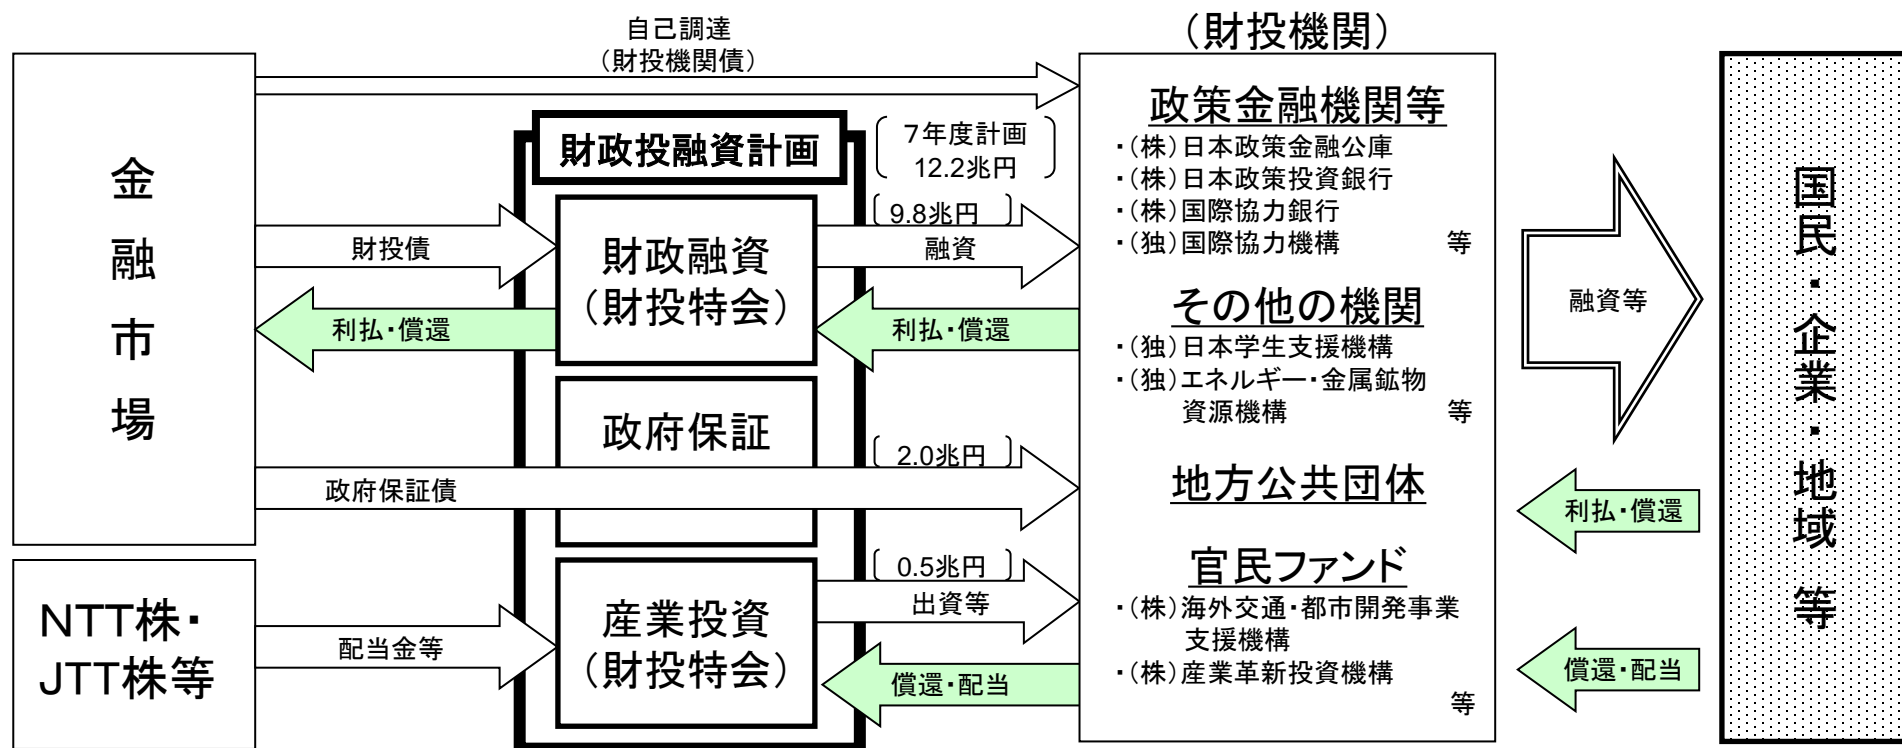 自己調達
（財投機関債）
（財投機関）
金融市場
財政投融資計画
7年度計画
12.2兆円
財投債
財政融資
（財投特会）
9.8兆円
融資
利払・償還
利払・償還
政府保証
政府保証債
2.0兆円
NTT株・
JTT株等
配当金等
産業投資
（財投特会）
0.5兆円
出資等
償還・配当
政策金融機関等
・（株）日本政策金融公庫
・（株）日本政策投資銀行
・（株）国際協力銀行
・（独）国際協力機構 等
その他の機関
・（独）日本学生支援機構
・（独）エネルギー・金属鉱物
資源機構 等
地方公共団体
官民ファンド
・（株）海外交通・都市開発事業
支援機構
・（株）産業革新投資機構
等
融資等
利払・償還
償還・配当
国民・企業・地域 等